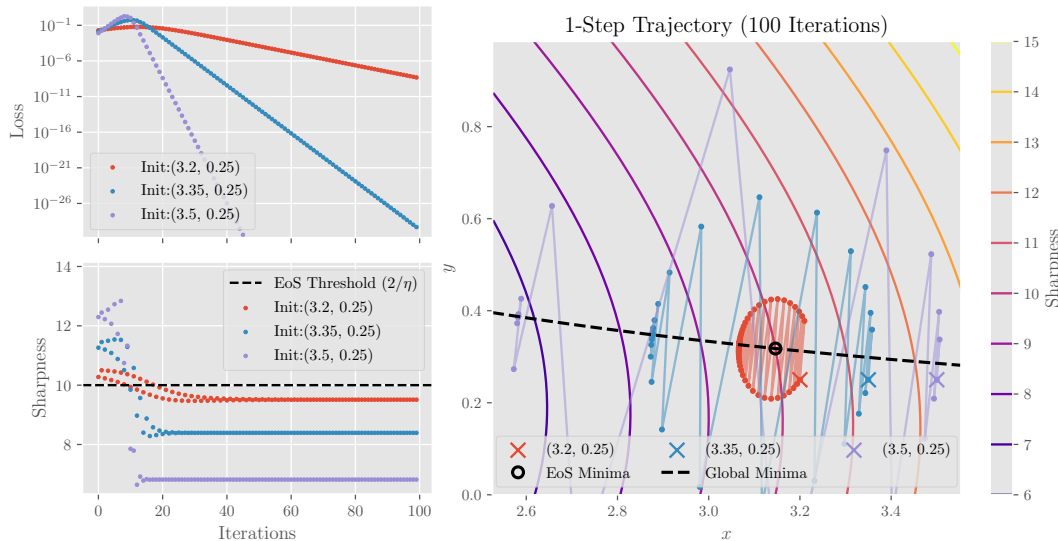 10^1
10^-1
10^-6
10^-11
10^-16
10^-21
10^-26
Loss
Init:(3.2, 0.25)
Init:(3.35, 0.25)
Init:(3.5, 0.25)
14
12
10
8
Sharpness
EoS Threshold (2/η)
Init:(3.2, 0.25)
Init:(3.35, 0.25)
Init:(3.5, 0.25)
0 20 40 60 80 100
Iterations
1-Step Trajectory (100 Iterations)
0.8
0.6
0.4
0.2
0.0
y
(3.2, 0.25) (3.35, 0.25) (3.5, 0.25)
EoS Minima Global Minima
2.6 2.8 3.0 3.2 3.4
x
15
14
13
12
11
10
9
8
7
6
Sharpness